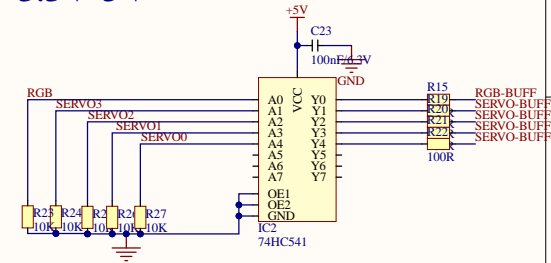 +5V
C23
100nF/6.3V
GND
RGB
SERVO3
SERVO2
SERVO1
SERVO0
VCC
A0 Y0
A1 Y1
A2 Y2
A3 Y3
A4 Y4
A5 Y5
A6 Y6
A7 Y7
OE1
OE2
GND
IC2
74HC541
R15
R19
R20
R21
R22
100R
RGB-BUFF
SERVO-BUFF
SERVO-BUFF
SERVO-BUFF
SERVO-BUFF
R23 R24 R27
10K 10K 10K